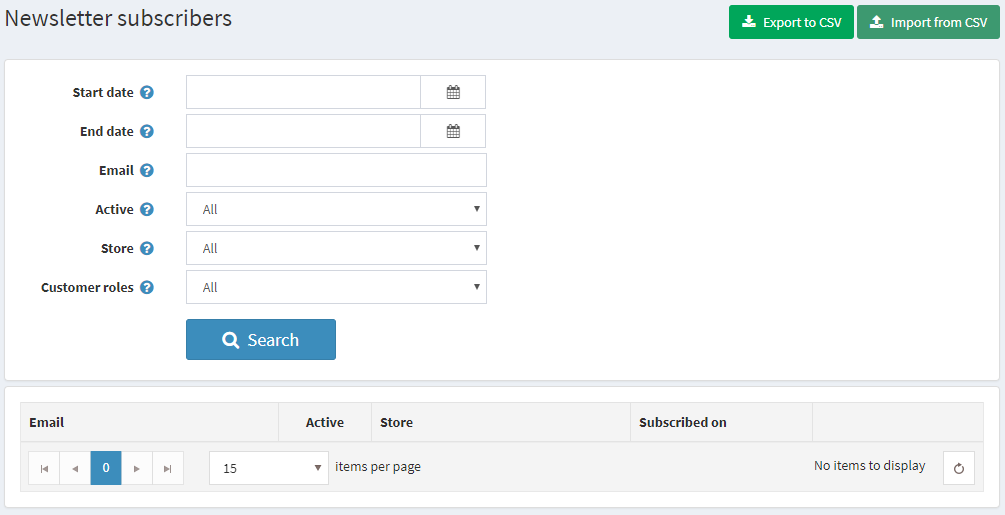 Newsletter subscribers
Export to CSV
Import from CSV
Start date ?
End date ?
Email ?
Active ? All
Store ? All
Customer roles ? All
Search
Email Active Store Subscribed on
0 15 items per page No items to display